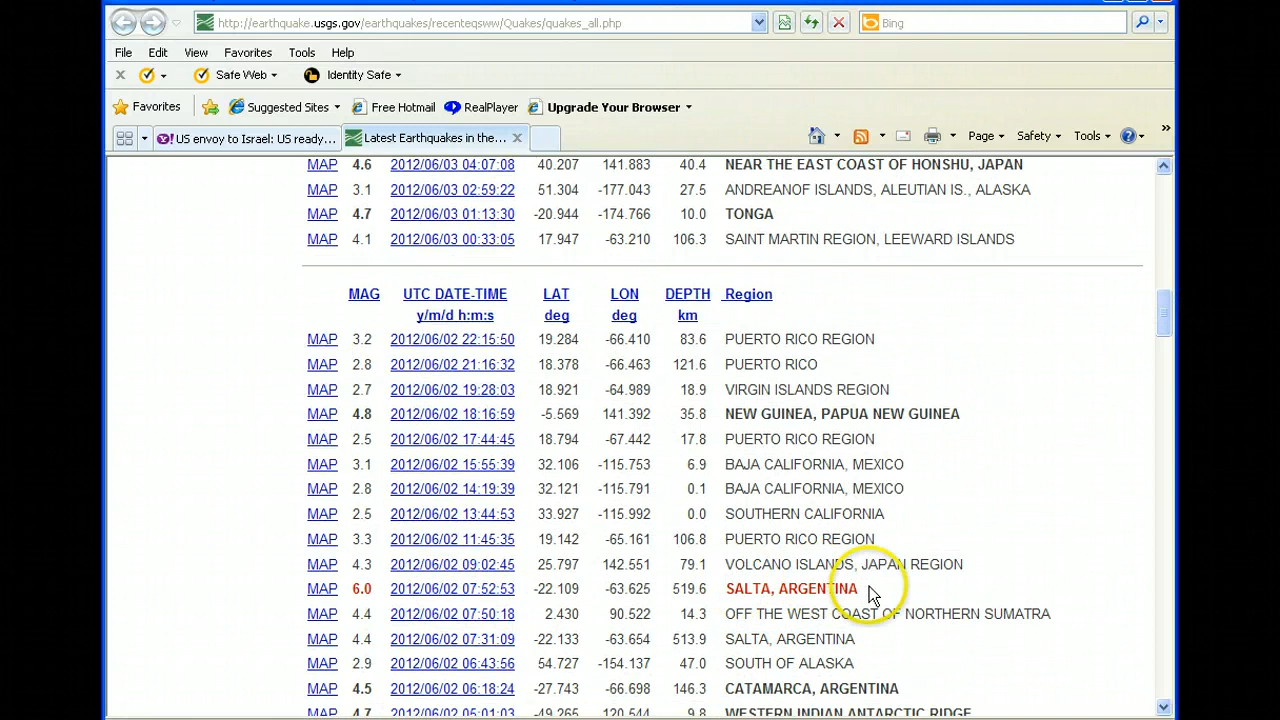 http://earthquake.usgs.gov/earthquakes/recenteqsww/Quakes/quakes_all.php Bing
File Edit View Favorites Tools Help
Safe Web Identity Safe
Favorites Suggested Sites Free Hotmail RealPlayer Upgrade Your Browser
US envoy to Israel: US ready,... Latest Earthquakes in the... Page Safety Tools
MAP 4.6 2012/06/03 04:07:08 40.207 141.883 40.4 NEAR THE EAST COAST OF HONSHU, JAPAN
MAP 3.1 2012/06/03 02:59:22 51.304 -177.043 27.5 ANDREANOF ISLANDS, ALEUTIAN IS., ALASKA
MAP 4.7 2012/06/03 01:13:30 -20.944 -174.766 10.0 TONGA
MAP 4.1 2012/06/03 00:33:05 17.947 -63.210 106.3 SAINT MARTIN REGION, LEEWARD ISLANDS
MAG UTC DATE-TIME LAT LON DEPTH Region
y/m/d h:m:s deg deg km
MAP 3.2 2012/06/02 22:15:50 19.284 -66.410 83.6 PUERTO RICO REGION
MAP 2.8 2012/06/02 21:16:32 18.378 -66.463 121.6 PUERTO RICO
MAP 2.7 2012/06/02 19:28:03 18.921 -64.989 18.9 VIRGIN ISLANDS REGION
MAP 4.8 2012/06/02 18:16:59 -5.569 141.392 35.8 NEW GUINEA, PAPUA NEW GUINEA
MAP 2.5 2012/06/02 17:44:45 18.794 -67.442 17.8 PUERTO RICO REGION
MAP 3.1 2012/06/02 15:55:39 32.106 -115.753 6.9 BAJA CALIFORNIA, MEXICO
MAP 2.8 2012/06/02 14:19:39 32.121 -115.791 0.1 BAJA CALIFORNIA, MEXICO
MAP 2.5 2012/06/02 13:44:53 33.927 -115.992 0.0 SOUTHERN CALIFORNIA
MAP 3.3 2012/06/02 11:45:35 19.142 -65.161 106.8 PUERTO RICO REGION
MAP 4.3 2012/06/02 09:02:45 25.797 142.551 79.1 VOLCANO ISLANDS, JAPAN REGION
MAP 6.0 2012/06/02 07:52:53 -22.109 -63.625 519.6 SALTA, ARGENTINA
MAP 4.4 2012/06/02 07:50:18 2.430 90.522 14.3 OFF THE WEST COAST OF NORTHERN SUMATRA
MAP 4.4 2012/06/02 07:31:09 -22.133 -63.654 513.9 SALTA, ARGENTINA
MAP 2.9 2012/06/02 06:43:56 54.727 -154.137 47.0 SOUTH OF ALASKA
MAP 4.5 2012/06/02 06:18:24 -27.743 -66.698 146.3 CATAMARCA, ARGENTINA
MAP 4.7 2012/06/02 05:01:03 -49.265 120.544 9.8 WESTERN INDIAN ANTARCTIC RIDGE